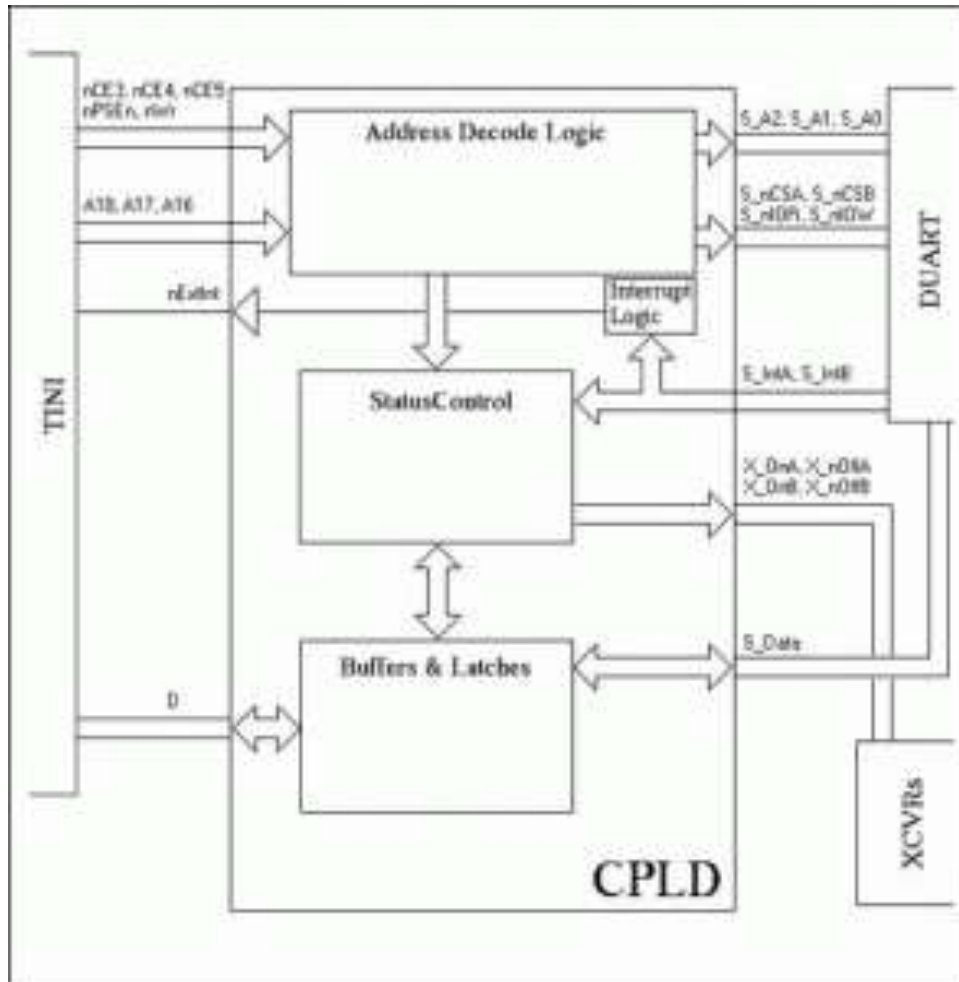 nCE3, nCE4, nCE5
nPSEn, nWr
Address Decode Logic
S_A2, S_A1, S_A0
A18, A17, A16
S_nCSA, S_nCSB
S_nIOR, S_nIOW
nExtInt
Interrupt
Logic
DUART
TINI
StatusControl
S_IntA, S_IntB
Buffers & Latches
S_Data
D
XCVRs
CPLD